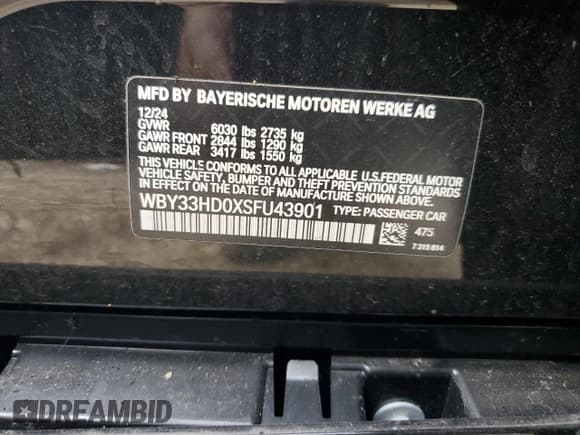 MFD BY BAYERISCHE MOTOREN WERKE AG
12/24
GVWR 6030 lbs 2735 kg
GAWR FRONT 2844 lbs 1290 kg
GAWR REAR 3417 lbs 1550 kg
THIS VEHICLE CONFORMS TO ALL APPLICABLE U.S.FEDERAL MOTOR
VEHICLE SAFETY, BUMPER AND THEFT PREVENTION STANDARDS
IN EFFECT ON THE DATE OF MANUFACTURE SHOWN ABOVE.
WBY33HD0XSFU43901 TYPE: PASSENGER CAR
475
7315814
DREAMBID